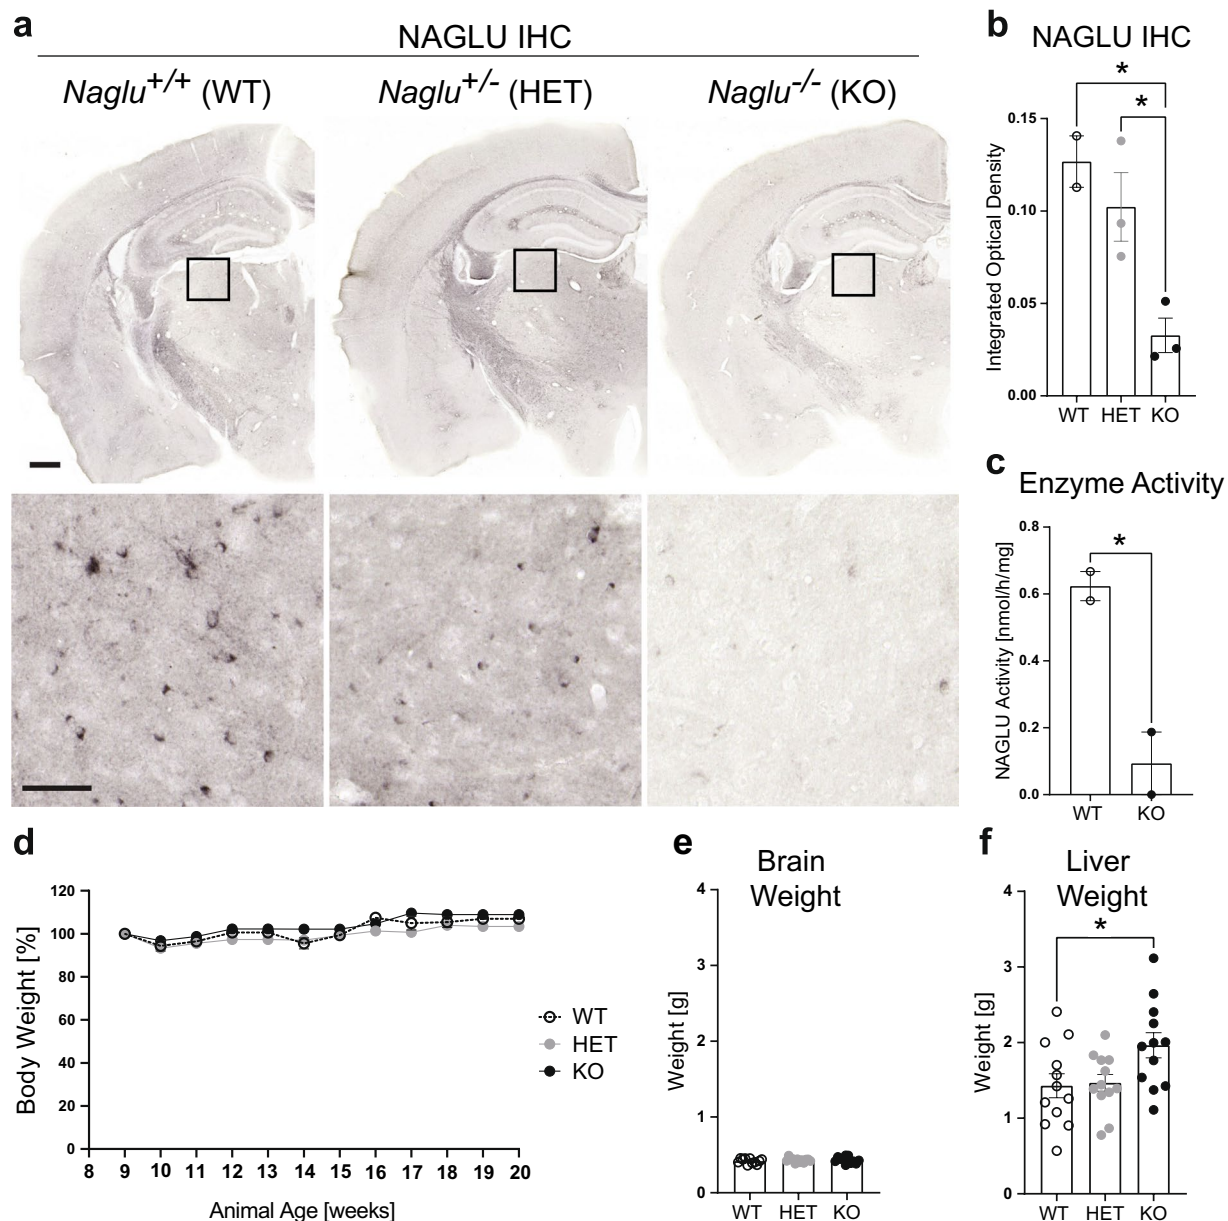 a
NAGLU IHC
Naglu+/+ (WT)
Naglu+/- (HET)
Naglu-/- (KO)
b
NAGLU IHC
*
*
Integrated Optical Density
0.15
0.10
0.05
0.00
WT HET KO
c
Enzyme Activity
*
NAGLU Activity [nmol/h/mg]
0.8
0.6
0.4
0.2
0.0
WT KO
d
Body Weight [%]
120
100
80
60
40
20
0
8 9 10 11 12 13 14 15 16 17 18 19 20
Animal Age [weeks]
WT
HET
KO
e
Brain
Weight
Weight [g]
4
3
2
1
0
WT HET KO
f
Liver
Weight
*
Weight [g]
4
3
2
1
0
WT HET KO